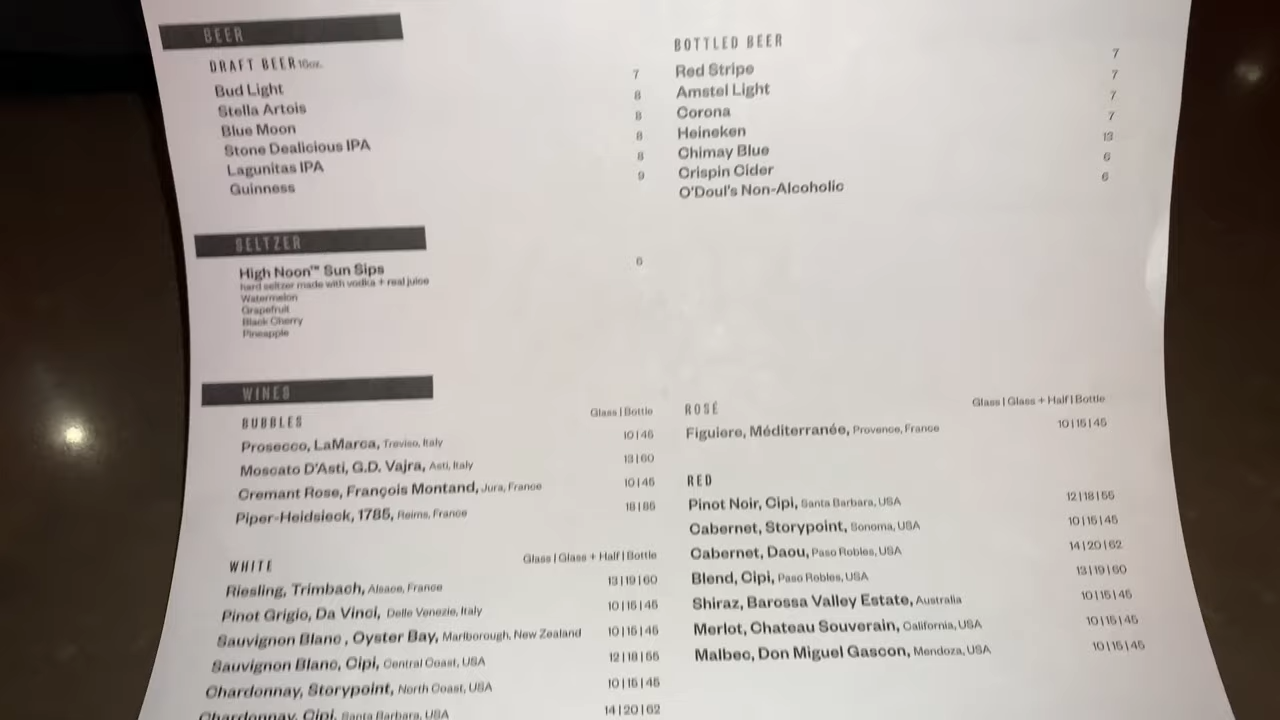 BEER
DRAFT BEER 16oz.
Bud Light 7
Stella Artois 8
Blue Moon 8
Stone Dealicious IPA 8
Lagunitas IPA 8
Guinness 9
BOTTLED BEER
Red Stripe 7
Amstel Light 7
Corona 7
Heineken 7
Chimay Blue 13
Crispin Cider 6
O'Doul's Non-Alcoholic 6
SELTZER
High Noon™ Sun Sips 6
hard seltzer made with vodka + real juice
Watermelon
Grapefruit
Black Cherry
Pineapple
WINES
BUBBLES Glass | Bottle
Prosecco, LaMarca, Treviso, Italy 10 | 45
Moscato D'Asti, G.D. Vajra, Asti, Italy 13 | 60
Cremant Rose, François Montand, Jura, France 10 | 45
Piper-Heidsieck, 1785, Reims, France 18 | 86
WHITE Glass | Glass + Half | Bottle
Riesling, Trimbach, Alsace, France 13 | 19 | 60
Pinot Grigio, Da Vinci, Delle Venezie, Italy 10 | 15 | 45
Sauvignon Blanc , Oyster Bay, Marlborough, New Zealand 10 | 15 | 45
Sauvignon Blanc, Cipi, Central Coast, USA 12 | 18 | 55
Chardonnay, Storypoint, North Coast, USA 10 | 15 | 45
Chardonnay, Cipi, Santa Barbara, USA 14 | 20 | 62
ROSÉ Glass | Glass + Half | Bottle
Figuiere, Méditerranée, Provence, France 10 | 15 | 45
RED
Pinot Noir, Cipi, Santa Barbara, USA 12 | 18 | 55
Cabernet, Storypoint, Sonoma, USA 10 | 15 | 45
Cabernet, Daou, Paso Robles, USA 14 | 20 | 62
Blend, Cipi, Paso Robles, USA 13 | 19 | 60
Shiraz, Barossa Valley Estate, Australia 10 | 15 | 45
Merlot, Chateau Souverain, California, USA 10 | 15 | 45
Malbec, Don Miguel Gascon, Mendoza, USA 10 | 15 | 45